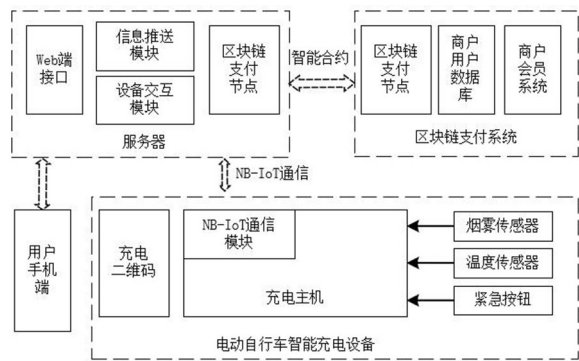 Web端
接口
信息推送
模块
设备交互
模块
区块链
支付
节点
服务器
智能合约
区块链
支付
节点
商户
用户
数据
库
商户
会员
系统
区块链支付系统
NB-IoT通信
用户
手机
端
充电
二维码
NB-IoT通信
模块
充电主机
烟雾传感器
温度传感器
紧急按钮
电动自行车智能充电设备